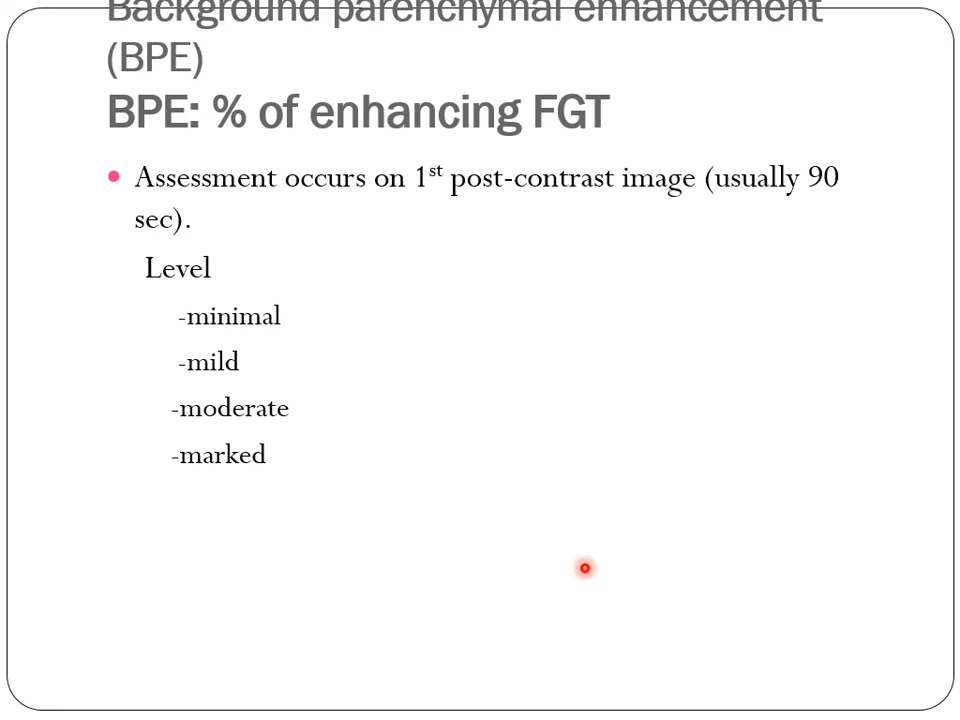 Background parenchymal enhancement
(BPE)
BPE: % of enhancing FGT
Assessment occurs on 1st post-contrast image (usually 90
sec).
Level
-minimal
-mild
-moderate
-marked